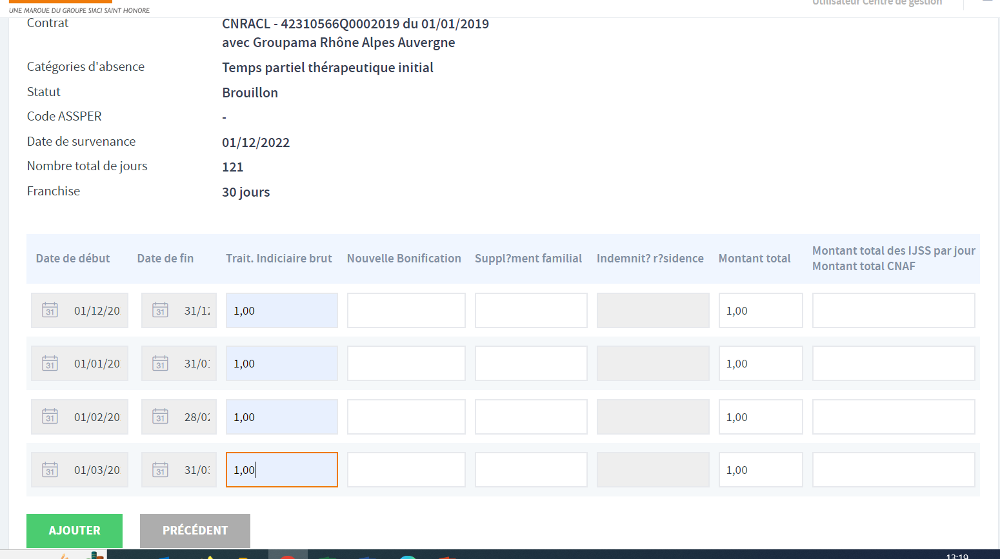 UNE MARQUE DU GROUPE SIACI SAINT HONORE
Utilisateur Centre de gestion
Contrat
CNRACL - 42310566Q0002019 du 01/01/2019
avec Groupama Rhône Alpes Auvergne
Catégories d'absence
Temps partiel thérapeutique initial
Statut
Brouillon
Code ASSPER
-
Date de survenance
01/12/2022
Nombre total de jours
121
Franchise
30 jours
Date de début
Date de fin
Trait. Indiciaire brut
Nouvelle Bonification
Suppl?ment familial
Indemnit? r?sidence
Montant total
Montant total des IJSS par jour
Montant total CNAF
31 01/12/20 31 31/12 1,00 1,00
31 01/01/20 31 31/01 1,00 1,00
31 01/02/20 31 28/02 1,00 1,00
31 01/03/20 31 31/03 1,00 1,00
AJOUTER
PRÉCÉDENT
13:19